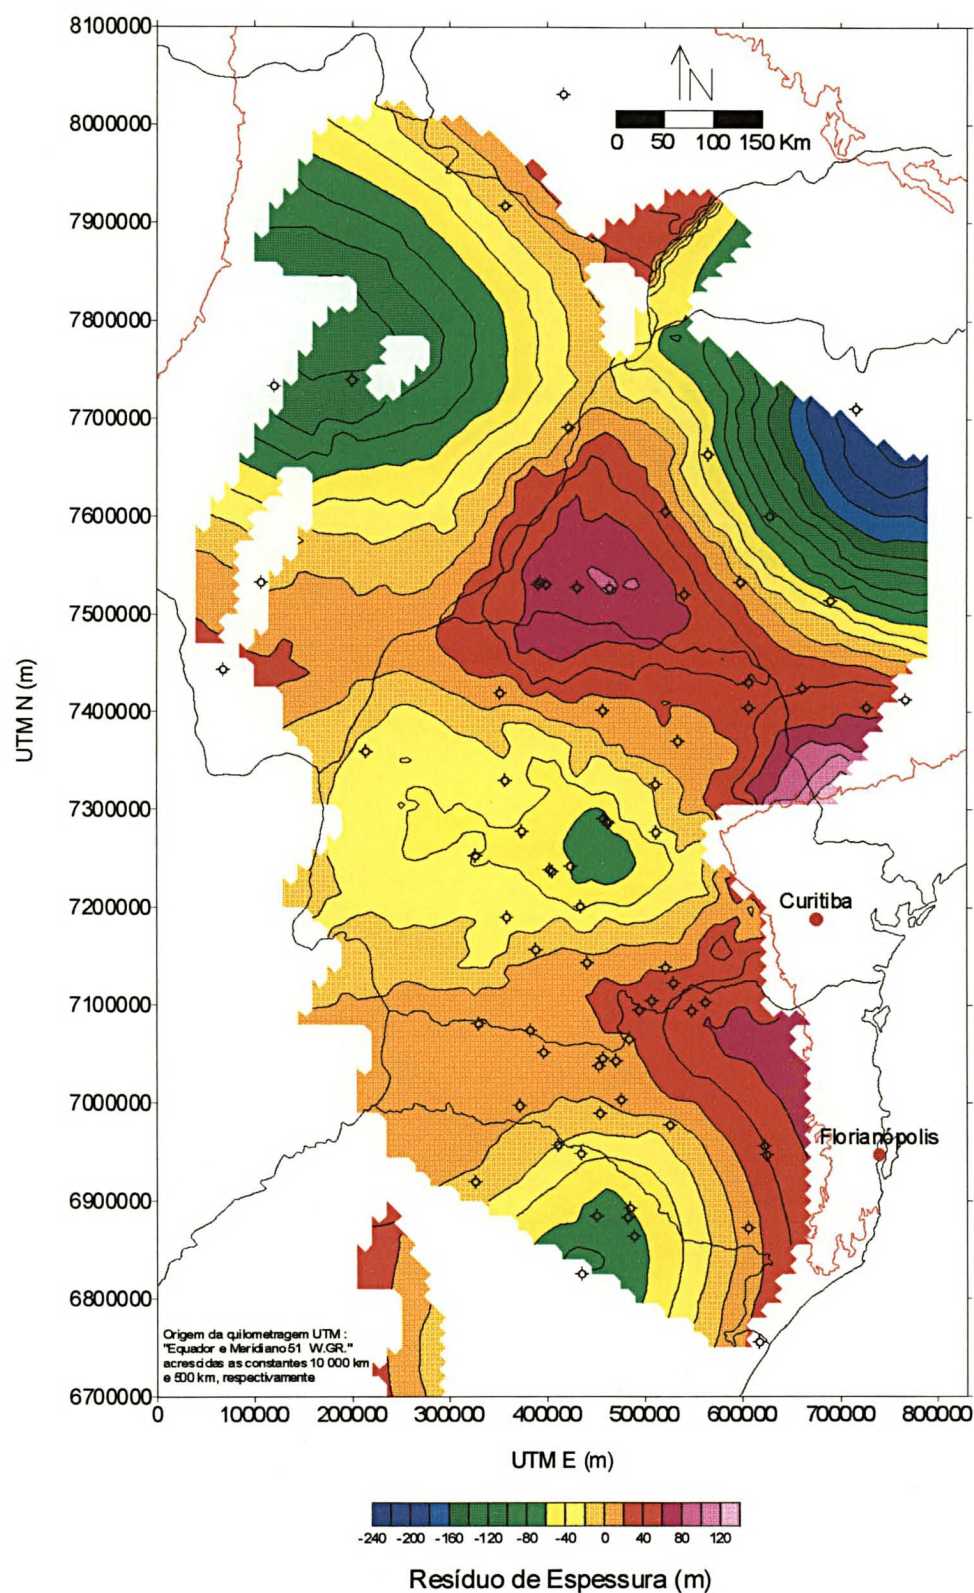 8100000
8000000
7900000
7800000
7700000
7600000
7500000
7400000
7300000
7200000
7100000
7000000
6900000
6800000
6700000
UTM N (m)
N
0 50 100 150 Km
Curitiba
Florianópolis
Origem da quilometragem UTM :
"Equador e Meridiano 51 W.GR."
acrescidas as constantes 10 000 km
e 500 km, respectivamente
0 100000 200000 300000 400000 500000 600000 700000 800000
UTM E (m)
-240 -200 -160 -120 -80 -40 0 40 80 120
Resíduo de Espessura (m)